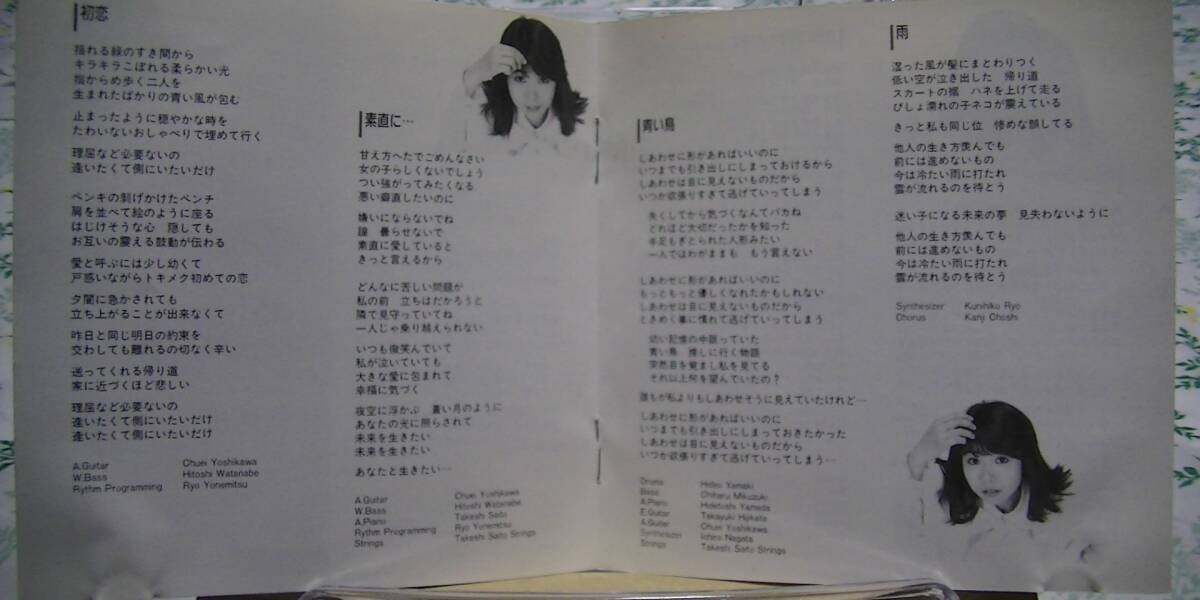 初恋
揺れる緑のすき間から
キラキラこぼれる柔らかい光
指からめ歩く二人を
生まれたばかりの青い風が包む
止まったように穏やかな時を
たわいないおしゃべりで埋めて行く
理屈など必要ないの
逢いたくて側にいたいだけ
ペンキの剥げかけたベンチ
肩を並べて絵のように座る
はじけそうな心　隠しても
お互いの震える鼓動が伝わる
愛と呼ぶには少し幼くて
戸惑いながらトキメク初めての恋
夕闇に急かされても
立ち上がることが出来なくて
昨日と同じ明日の約束を
交わしても離れるの切なく辛い
送ってくれる帰り道
家に近づくほど悲しい
理屈など必要ないの
逢いたくて側にいたいだけ
逢いたくて側にいたいだけ
A.Guitar Chuei Yoshikawa
W.Bass Hitoshi Watanabe
Rythm Programming Ryo Yonemitsu
素直に…
甘え方へたでごめんなさい
女の子らしくないでしょう
つい強がってみたくなる
悪い癖直したいのに
嫌いにならないでね
瞳　曇らせないで
素直に愛していると
きっと言えるから
どんなに苦しい問題が
私の前　立ちはだかろうと
隣で見守っていてね
一人じゃ乗り越えられない
いつも微笑んでいて
私が泣いていても
大きな愛に包まれて
幸福に気づく
夜空に浮かぶ　蒼い月のように
あなたの光に照らされて
未来を生きたい
未来を生きたい
あなたと生きたい…
A.Guitar Chuei Yoshikawa
W.Bass Hitoshi Watanabe
A.Piano Takeshi Saito
Rythm Programming Ryo Yonemitsu
Strings Takeshi Saito Strings
青い鳥
しあわせに形があればいいのに
いつまでも引き出しにしまっておけるから
しあわせは目に見えないものだから
いつか欲張りすぎて逃げていってしまう
失くしてから気づくなんてバカね
どれほど大切だったかを知った
手足もぎとられた人形みたい
一人ではわがままも　もう言えない
しあわせに形があればいいのに
もっともっと優しくなれたかもしれない
しあわせは目に見えないものだから
ときめく事に慣れて逃げていってしまう
幼い記憶の中眠っていた
青い鳥　捜しに行く物語
突然目を覚まし私を見てる
それ以上何を望んでいたの？
誰もが私よりもしあわせそうに見えていたけれど…
しあわせに形があればいいのに
いつまでも引き出しにしまっておきたかった
しあわせは目に見えないものだから
いつか欲張りすぎて逃げていってしまう…
Drums Hideo Yamaki
Bass Chiharu Mikuzuki
A.Piano Hidetoshi Yamada
E.Guitar Takayuki Hijikata
A.Guitar Chuei Yoshikawa
Synthesizer Ichiro Nagata
Strings Takeshi Saito Strings
雨
湿った風が髪にまとわりつく
低い空が泣き出した　帰り道
スカートの裾　ハネを上げて走る
びしょ濡れの子ネコが震えている
きっと私も同じ位　惨めな顔してる
他人の生き方羨んでも
前には進めないもの
今は冷たい雨に打たれ
雲が流れるのを待とう
迷い子になる未来の夢　見失わないように
他人の生き方羨んでも
前には進めないもの
今は冷たい雨に打たれ
雲が流れるのを待とう
Synthesizer Kunihiko Ryo
Chorus Kanji Choshi